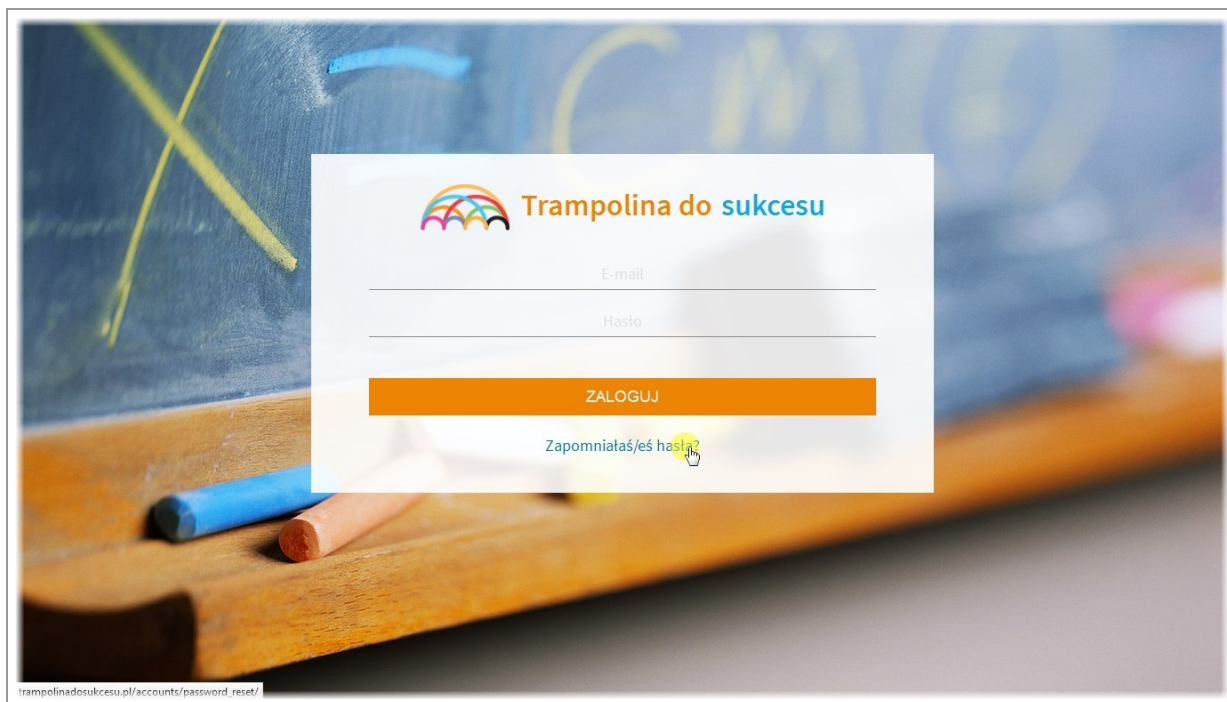 Trampolina do sukcesu
E-mail
Hasło
ZALOGUJ
Zapomniałaś/eś hasła?
trampolinadosukcesu.pl/accounts/password_reset/